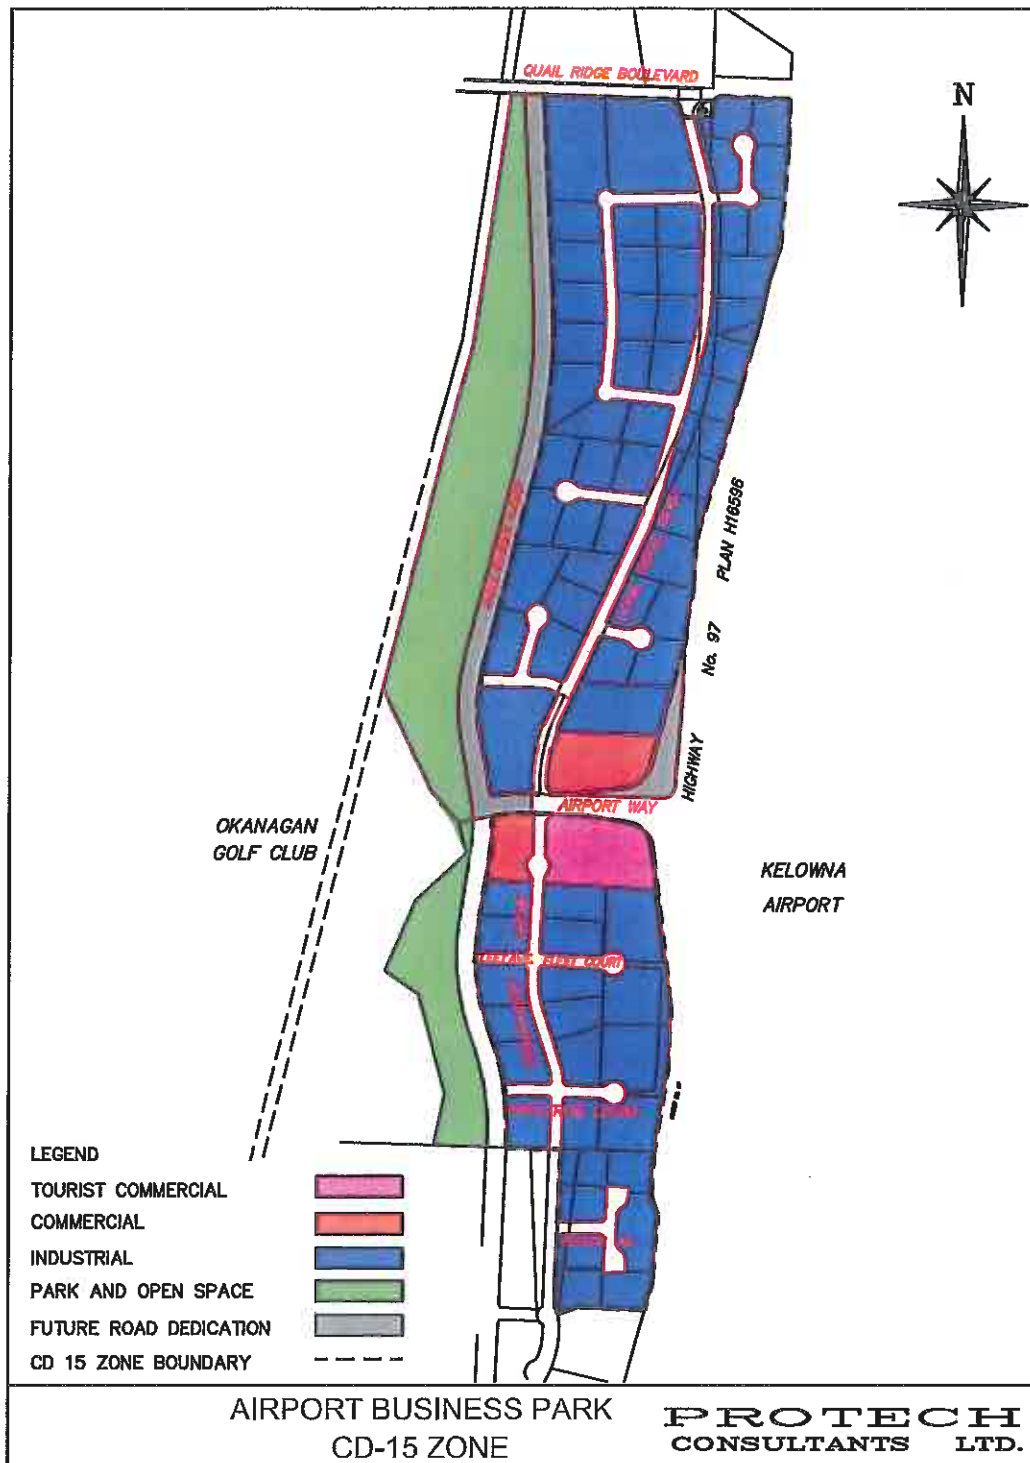 QUAIL RIDGE BOULEVARD
N
PLAN H16596
No. 97
HIGHWAY
AIRPORT WAY
OKANAGAN
GOLF CLUB
KELOWNA
AIRPORT
FLEET COURT
LEGEND
TOURIST COMMERCIAL
COMMERCIAL
INDUSTRIAL
PARK AND OPEN SPACE
FUTURE ROAD DEDICATION
CD 15 ZONE BOUNDARY
AIRPORT BUSINESS PARK
CD-15 ZONE
PROTECH
CONSULTANTS LTD.